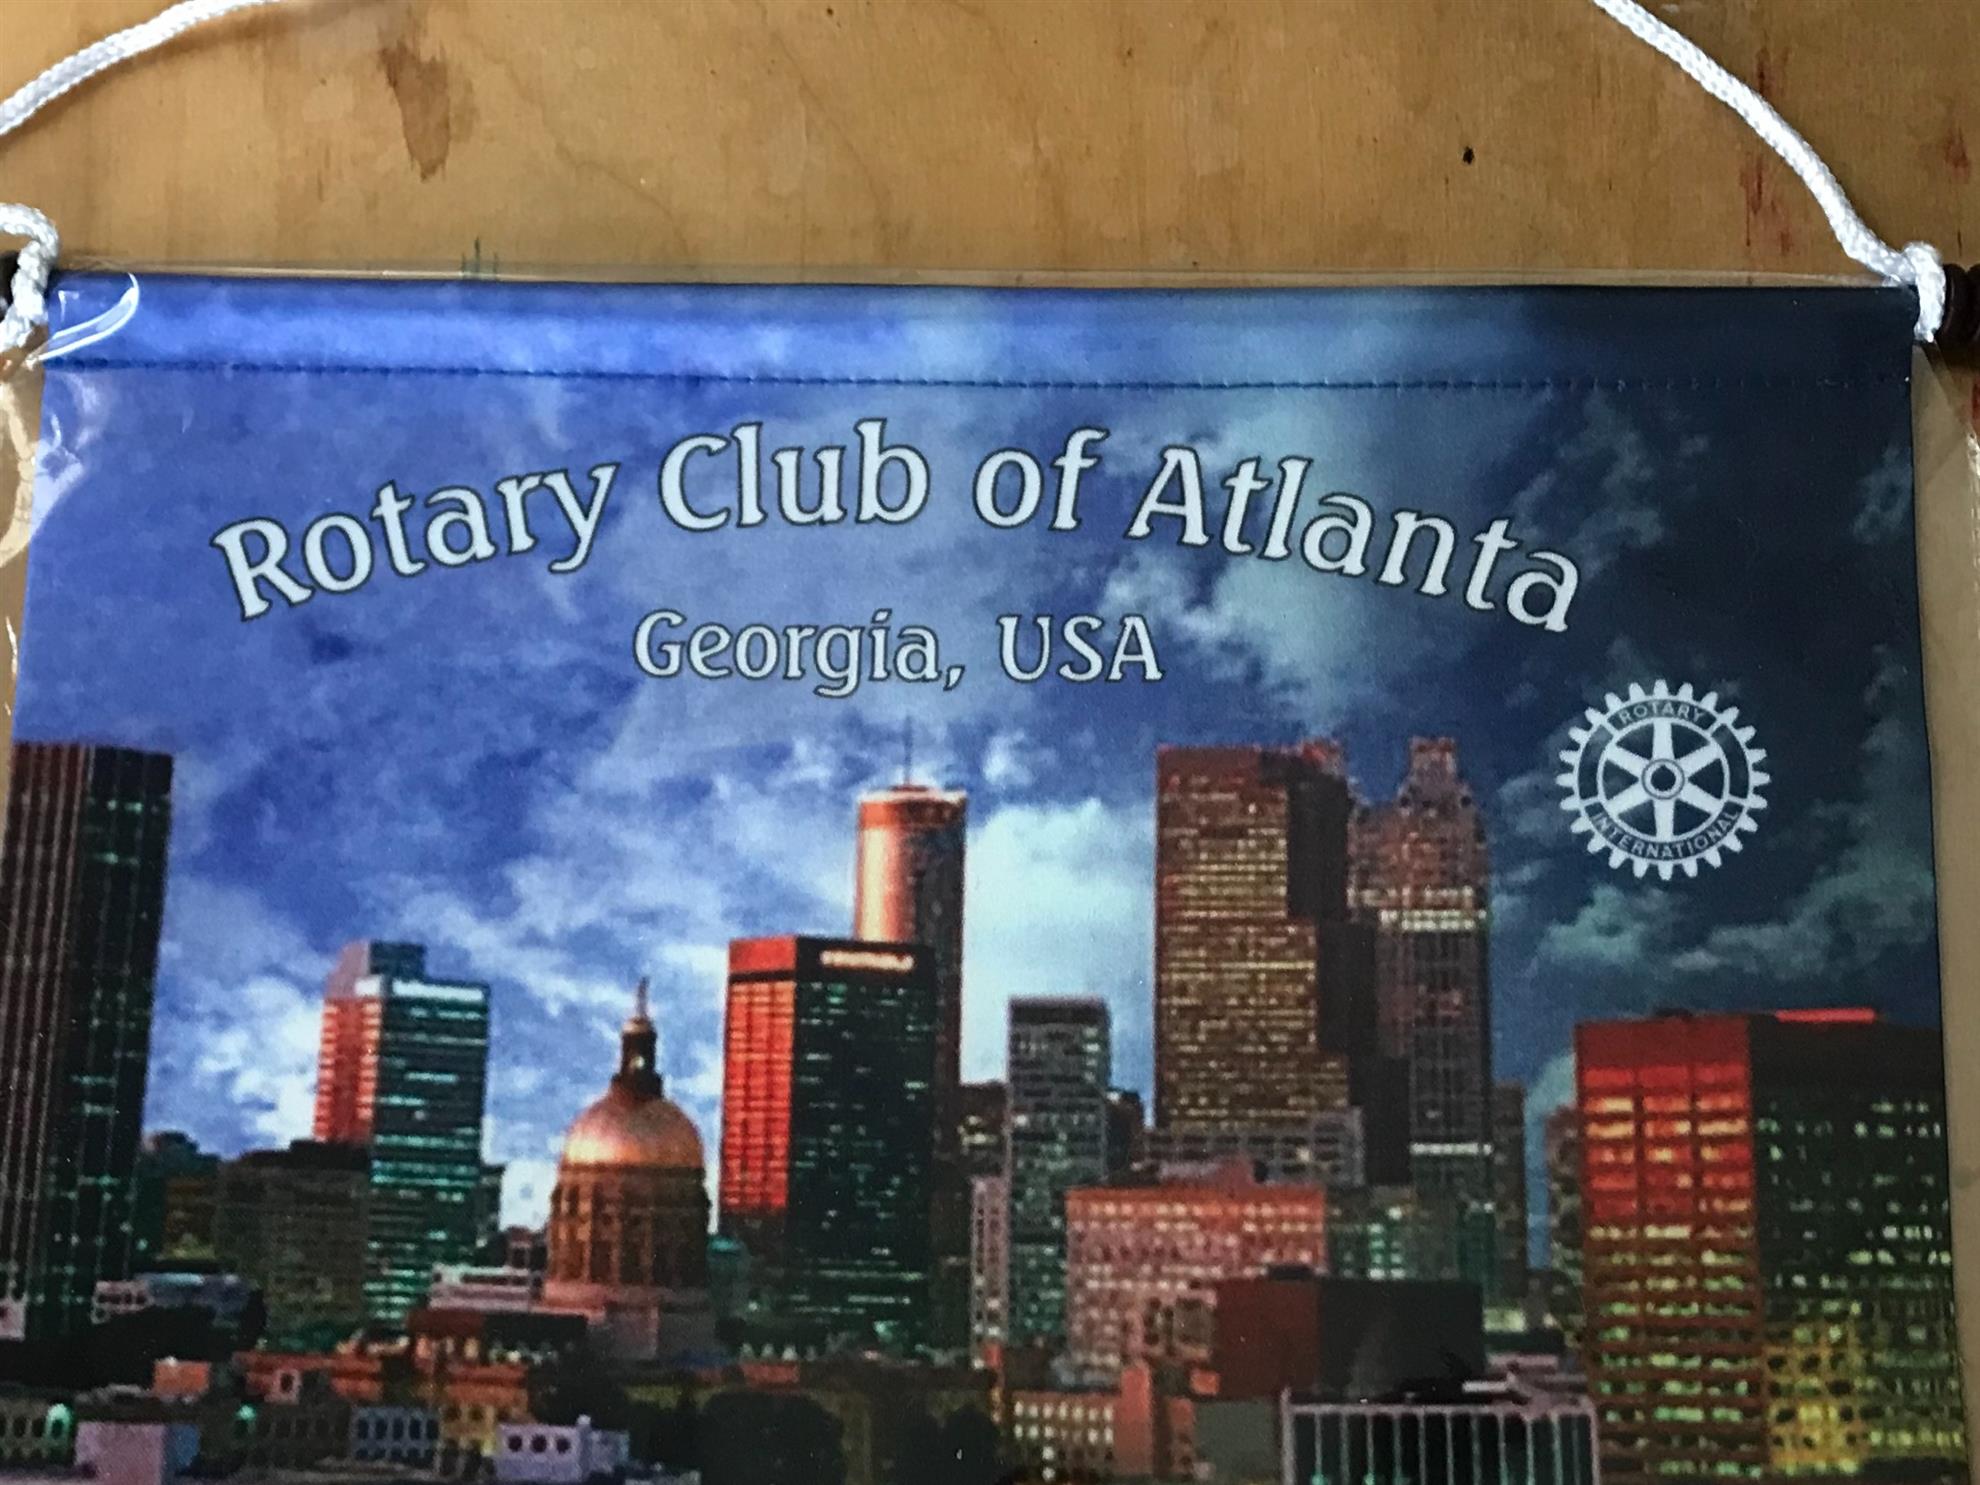 Rotary Club of Atlanta
Georgia, USA
ROTARY
INTERNATIONAL